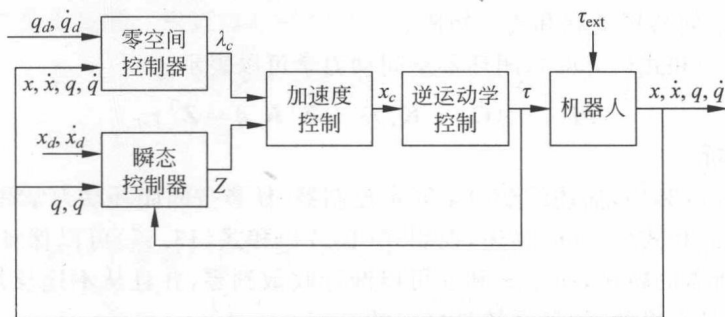 q_d, q̇_d
零空间
控制器
λ_c
x, ẋ, q, q̇
x_d, ẋ_d
瞬态
控制器
q, q̇
Z
加速度
控制
x_c
逆运动学
控制
τ
τ_ext
机器人
x, ẋ, q, q̇